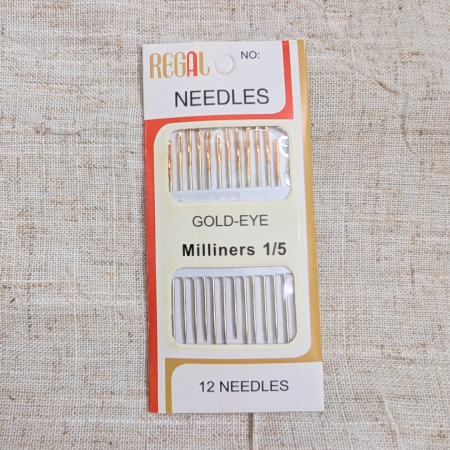 REGAL NO:
NEEDLES
GOLD-EYE
Milliners 1/5
12 NEEDLES